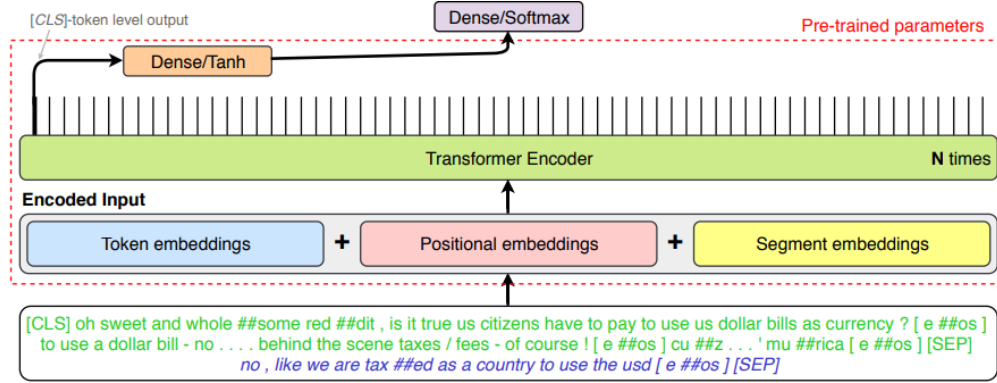 [CLS]-token level output
Dense/Softmax
Pre-trained parameters
Dense/Tanh
Transformer Encoder
N times
Encoded Input
Token embeddings + Positional embeddings + Segment embeddings
[CLS] oh sweet and whole ##some red ##dit , is it true us citizens have to pay to use us dollar bills as currency ? [ e ##os ]
to use a dollar bill - no . . . . behind the scene taxes / fees - of course ! [ e ##os ] cu ##z . . . ' mu ##rrica [ e ##os ] [SEP]
no , like we are tax ##ed as a country to use the usd [ e ##os ] [SEP]